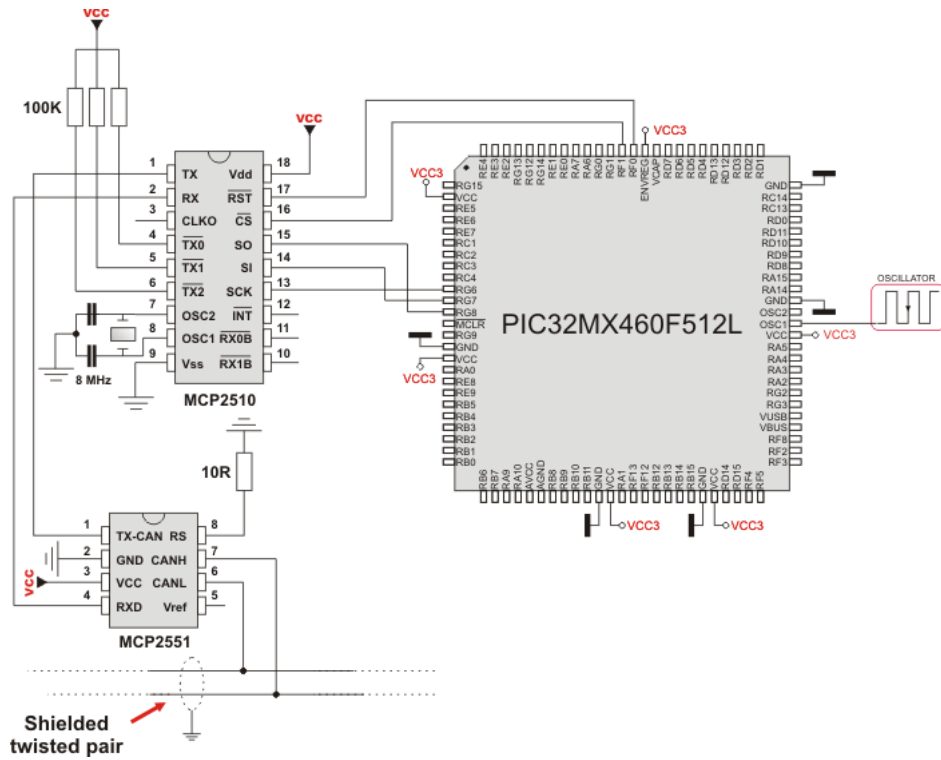 vcc
100K
vcc
1 TX Vdd 18
2 RX RST 17
3 CLKO CS 16
4 TX0 SO 15
5 TX1 SI 14
6 TX2 SCK 13
7 OSC2 INT 12
8 OSC1 RX0B 11
9 Vss RX1B 10
8 MHz
MCP2510
10R
1 TX-CAN RS 8
2 GND CANH 7
3 VCC CANL 6
4 RXD Vref 5
vcc
MCP2551
Shielded
twisted pair
VCC3
RE4 RE3 RE2 RG13 RG12 RG14 RE1 RE0 RA7 RA6 RG0 RG1 RF1 RF0 ENVREG VCAP RD7 RD6 RD5 RD4 RD13 RD12 RD3 RD2 RD1
VCC3
RG15
VCC
RE5
RE6
RE7
RC1
RC2
RC3
RC4
RG6
RG7
RG8
MCLR
RG9
GND
VCC
RA0
RE8
RE9
RB5
RB4
RB3
RB2
RB1
RB0
VCC3
PIC32MX460F512L
GND
RC14
RC13
RD0
RD11
RD10
RD9
RD8
RA15
RA14
GND
OSC2
OSC1
VCC
RA5
RA4
RA3
RA2
RG2
RG3
VUSB
VBUS
RF8
RF2
RF3
OSCILLATOR
VCC3
RB6 RB7 RA9 RA10 AVCC AGND RB8 RB9 RB10 RB11 GND VCC RA1 RF13 RF12 RB12 RB13 RB14 RB15 GND VCC RD14 RD15 RF4 RF5
VCC3
VCC3